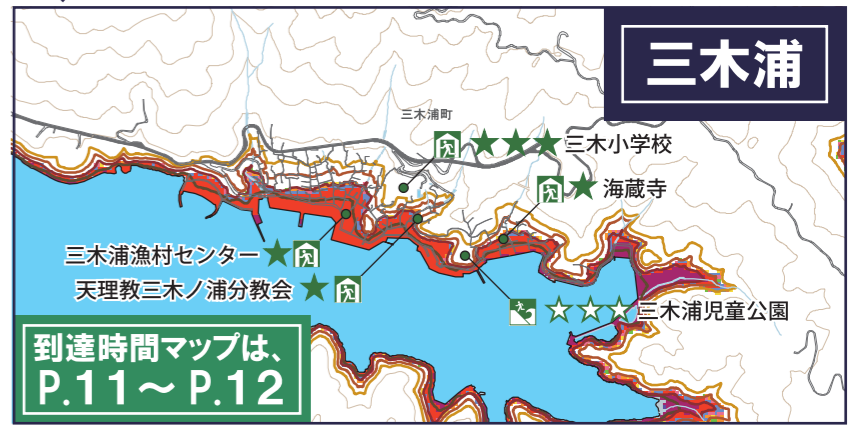 三木浦
三木浦町
★★★三木小学校
★海蔵寺
三木浦漁村センター★
天理教三木ノ浦分教会★
☆☆☆三木浦児童公園
到達時間マップは、
P.11～P.12